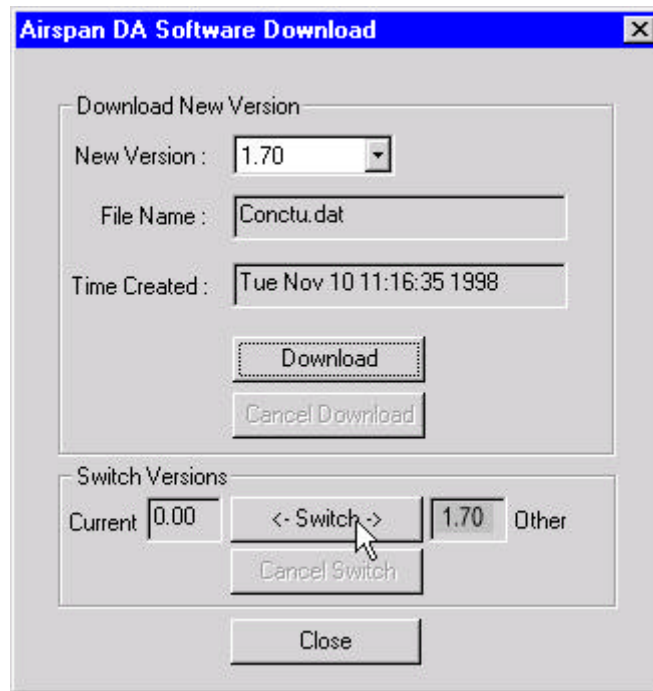 Airspan DA Software Download
Download New Version
New Version : 1.70
File Name : Conctu.dat
Time Created : Tue Nov 10 11:16:35 1998
Download
Cancel Download
Switch Versions
Current 0.00 <- Switch -> 1.70 Other
Cancel Switch
Close